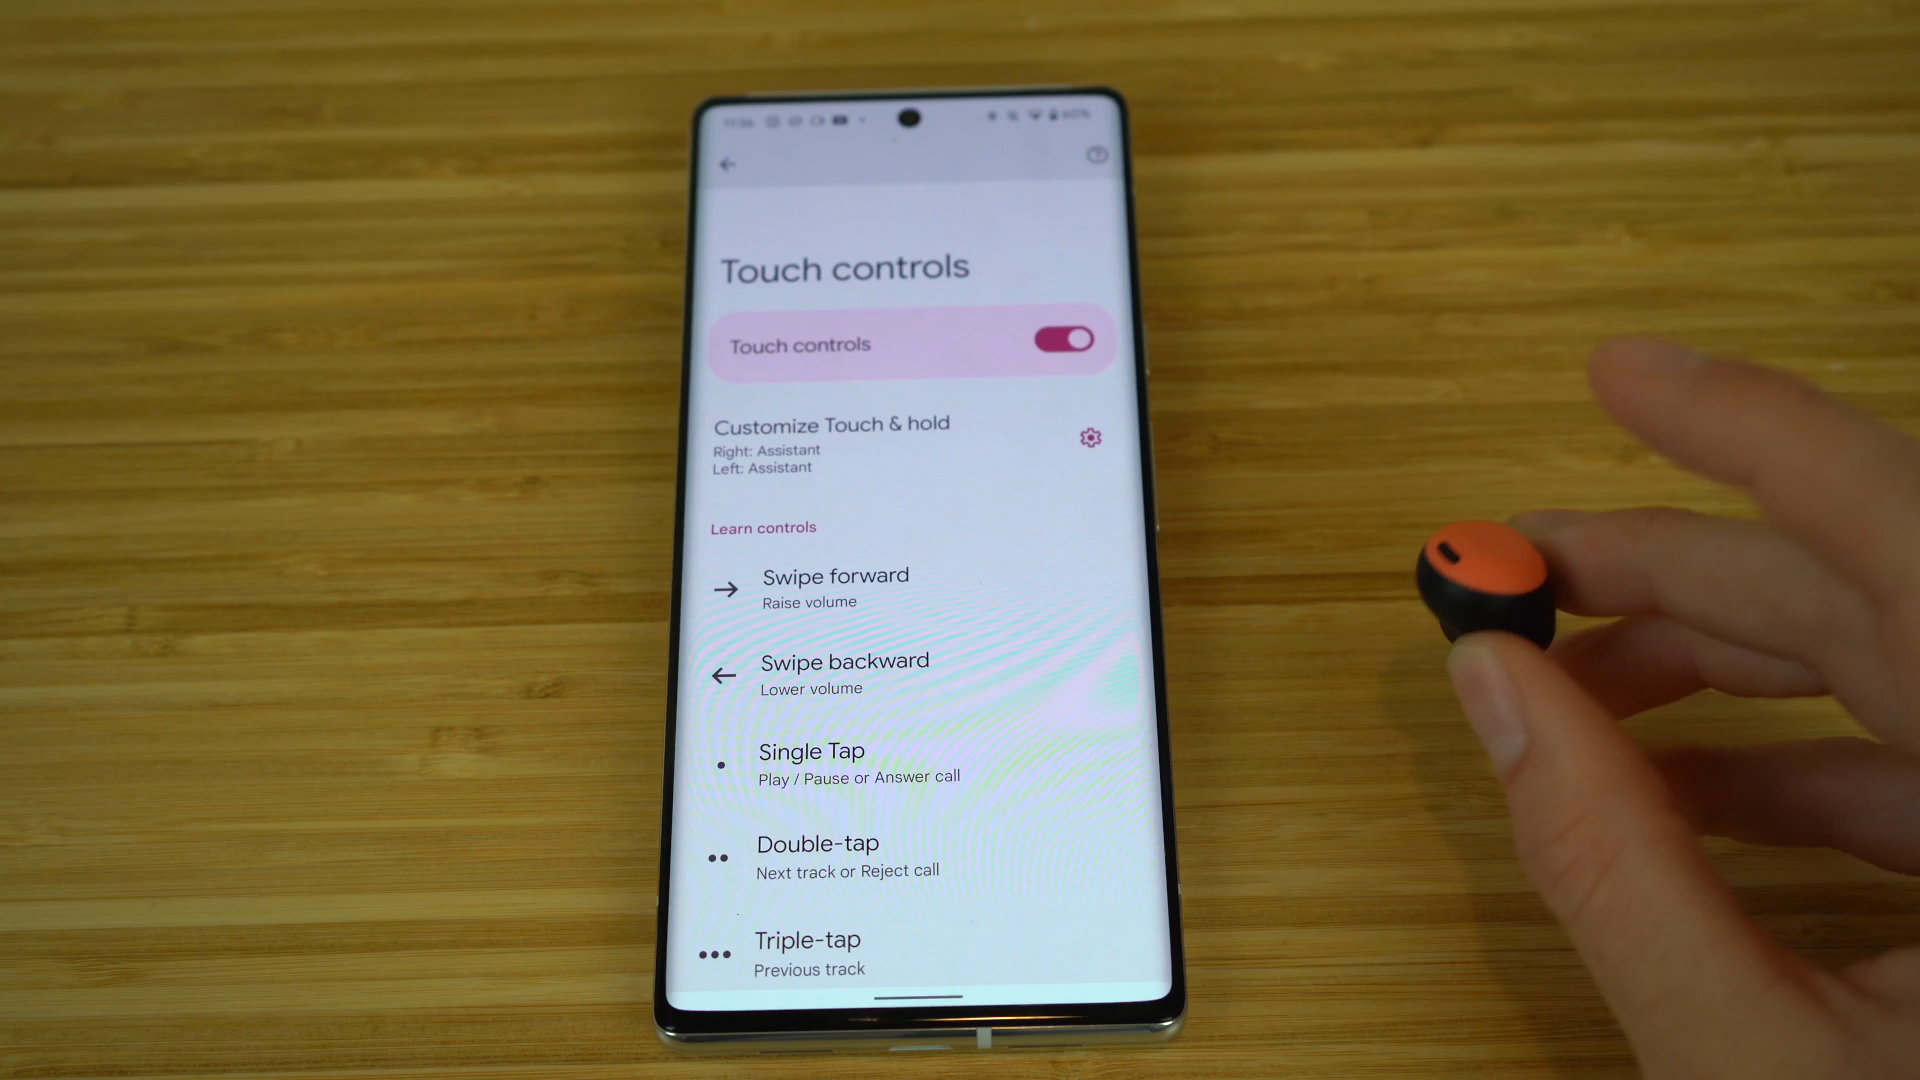 60%
Touch controls
Touch controls
Customize Touch & hold
Right: Assistant
Left: Assistant
Learn controls
Swipe forward
Raise volume
Swipe backward
Lower volume
Single Tap
Play / Pause or Answer call
Double-tap
Next track or Reject call
Triple-tap
Previous track